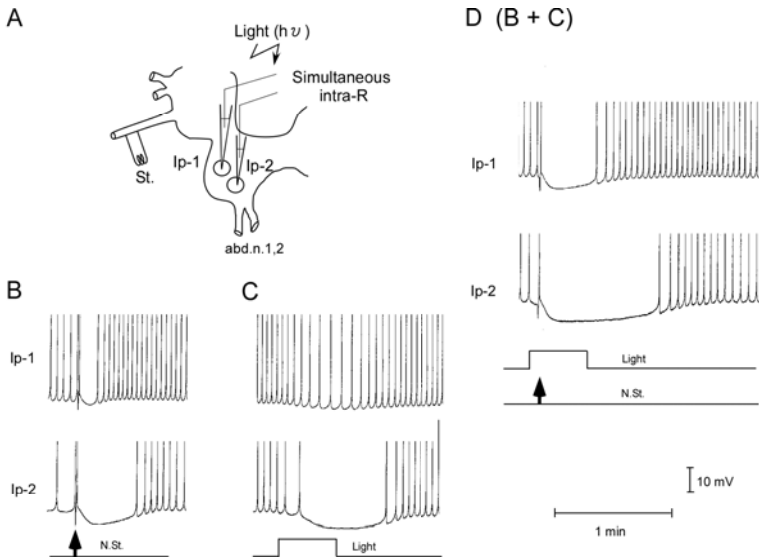 A
Light (hυ)
Simultaneous
intra-R
Ip-1
Ip-2
St.
abd.n.1,2
B
Ip-1
Ip-2
N.St.
C
Light
D (B + C)
Ip-1
Ip-2
Light
N.St.
10 mV
1 min